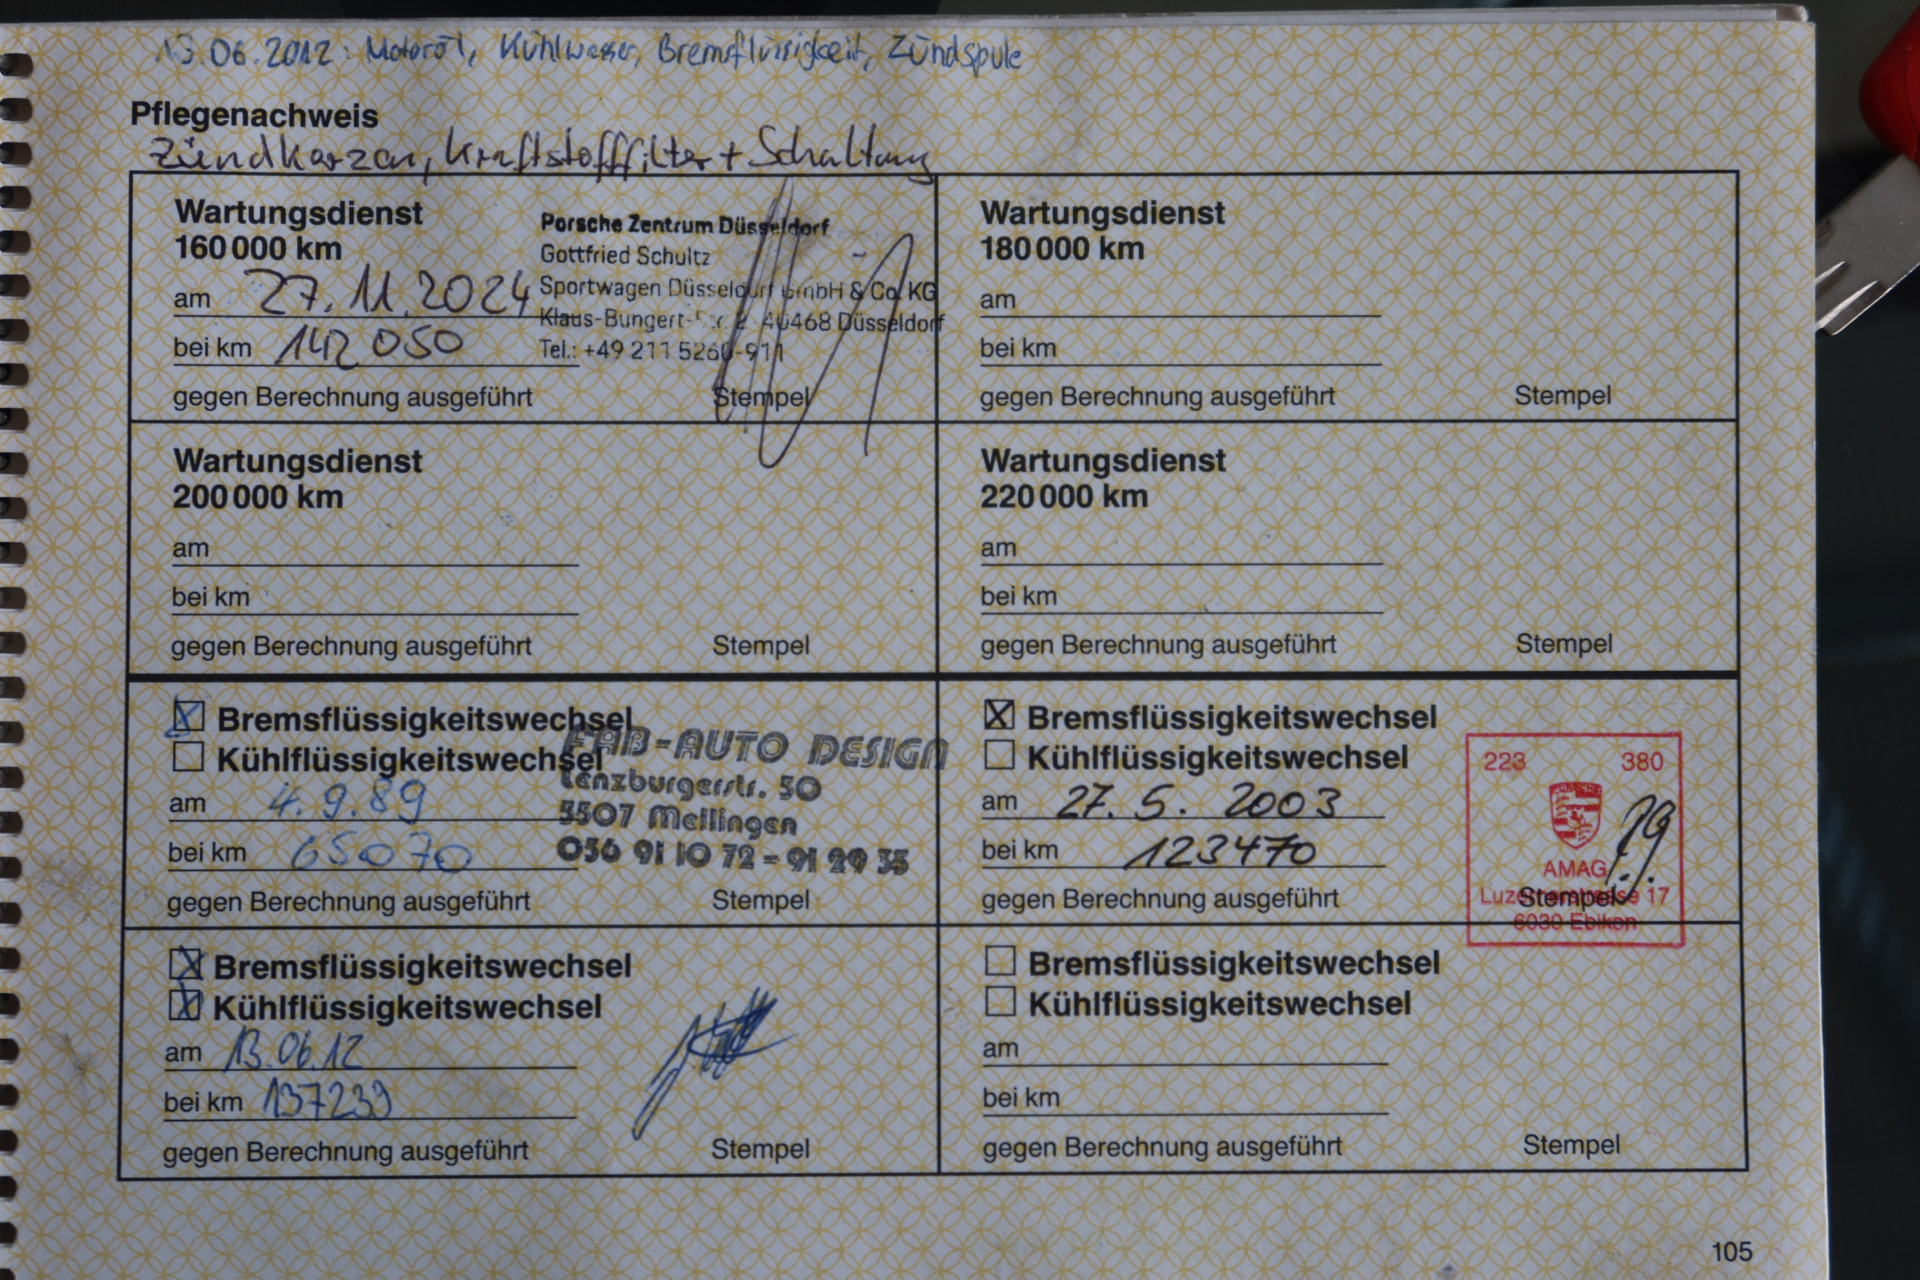 13.06.2012: Motoröl, Kühlwasser, Bremsflüssigkeit, Zündspule
Pflegenachweis
Zündkerzen, Kraftstofffilter + Schaltung
Wartungsdienst
160 000 km
am 27.11.2024
bei km 142 050
gegen Berechnung ausgeführt
Porsche Zentrum Düsseldorf
Gottfried Schultz
Sportwagen Düsseldorf GmbH & Co. KG
Klaus-Bungert-Str. 2 40468 Düsseldorf
Tel.: +49 211 5260-911
Stempel
Wartungsdienst
180 000 km
am
bei km
gegen Berechnung ausgeführt
Stempel
Wartungsdienst
200 000 km
am
bei km
gegen Berechnung ausgeführt
Stempel
Wartungsdienst
220 000 km
am
bei km
gegen Berechnung ausgeführt
Stempel
Bremsflüssigkeitswechsel
Kühlflüssigkeitswechsel
am 4.9.89
bei km 65070
gegen Berechnung ausgeführt
FAB-AUTO DESIGN
Lenzburgerstr. 50
5507 Mellingen
056 91 10 72 - 91 29 35
Stempel
Bremsflüssigkeitswechsel
Kühlflüssigkeitswechsel
am 27. 5. 2003
bei km 123470
gegen Berechnung ausgeführt
223 380
PORSCHE
AMAG
Luzernerstrasse 17
6030 Ebikon
Stempel
Bremsflüssigkeitswechsel
Kühlflüssigkeitswechsel
am 13.06.12
bei km 137239
gegen Berechnung ausgeführt
Stempel
Bremsflüssigkeitswechsel
Kühlflüssigkeitswechsel
am
bei km
gegen Berechnung ausgeführt
Stempel
105